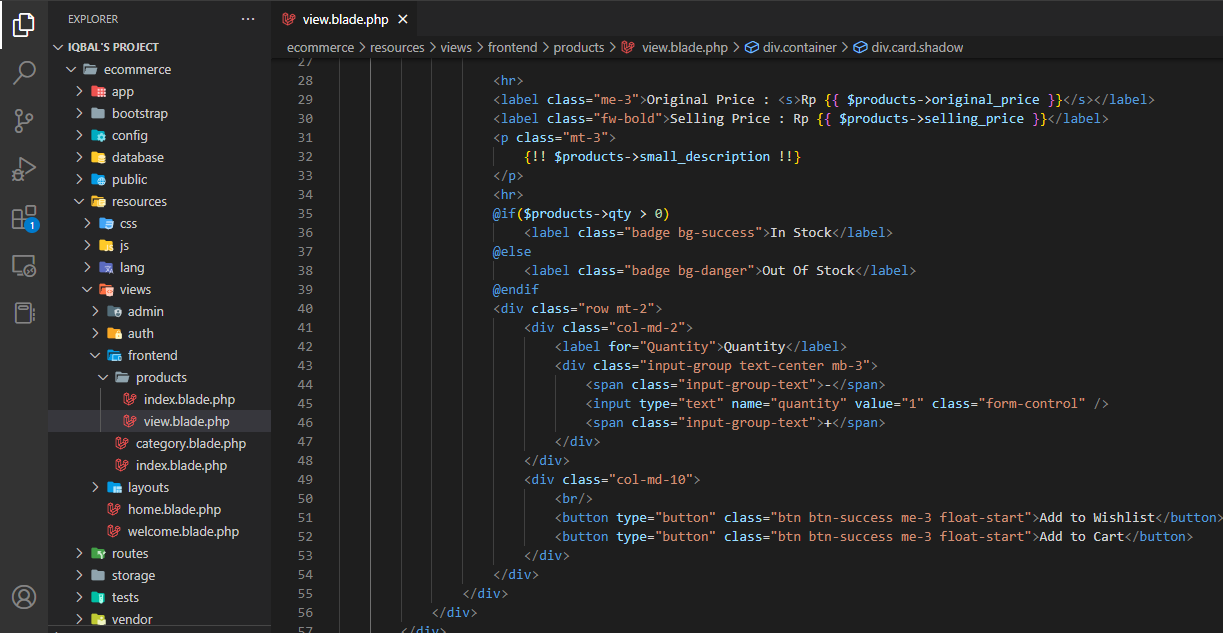 EXPLORER
IQBAL'S PROJECT
ecommerce
app
bootstrap
config
database
public
resources
css
js
lang
views
admin
auth
frontend
products
index.blade.php
view.blade.php
category.blade.php
index.blade.php
layouts
home.blade.php
welcome.blade.php
routes
storage
tests
vendor
1
view.blade.php
ecommerce > resources > views > frontend > products > view.blade.php > div.container > div.card.shadow
27
28 <hr>
29 <label class="me-3">Original Price : <s>Rp {{ $products->original_price }}</s></label>
30 <label class="fw-bold">Selling Price : Rp {{ $products->selling_price }}</label>
31 <p class="mt-3">
32 {!! $products->small_description !!}
33 </p>
34 <hr>
35 @if($products->qty > 0)
36 <label class="badge bg-success">In Stock</label>
37 @else
38 <label class="badge bg-danger">Out Of Stock</label>
39 @endif
40 <div class="row mt-2">
41 <div class="col-md-2">
42 <label for="Quantity">Quantity</label>
43 <div class="input-group text-center mb-3">
44 <span class="input-group-text">-</span>
45 <input type="text" name="quantity" value="1" class="form-control" />
46 <span class="input-group-text">+</span>
47 </div>
48 </div>
49 <div class="col-md-10">
50 <br/>
51 <button type="button" class="btn btn-success me-3 float-start">Add to Wishlist</button>
52 <button type="button" class="btn btn-success me-3 float-start">Add to Cart</button>
53 </div>
54 </div>
55 </div>
56 </div>
57 </div>